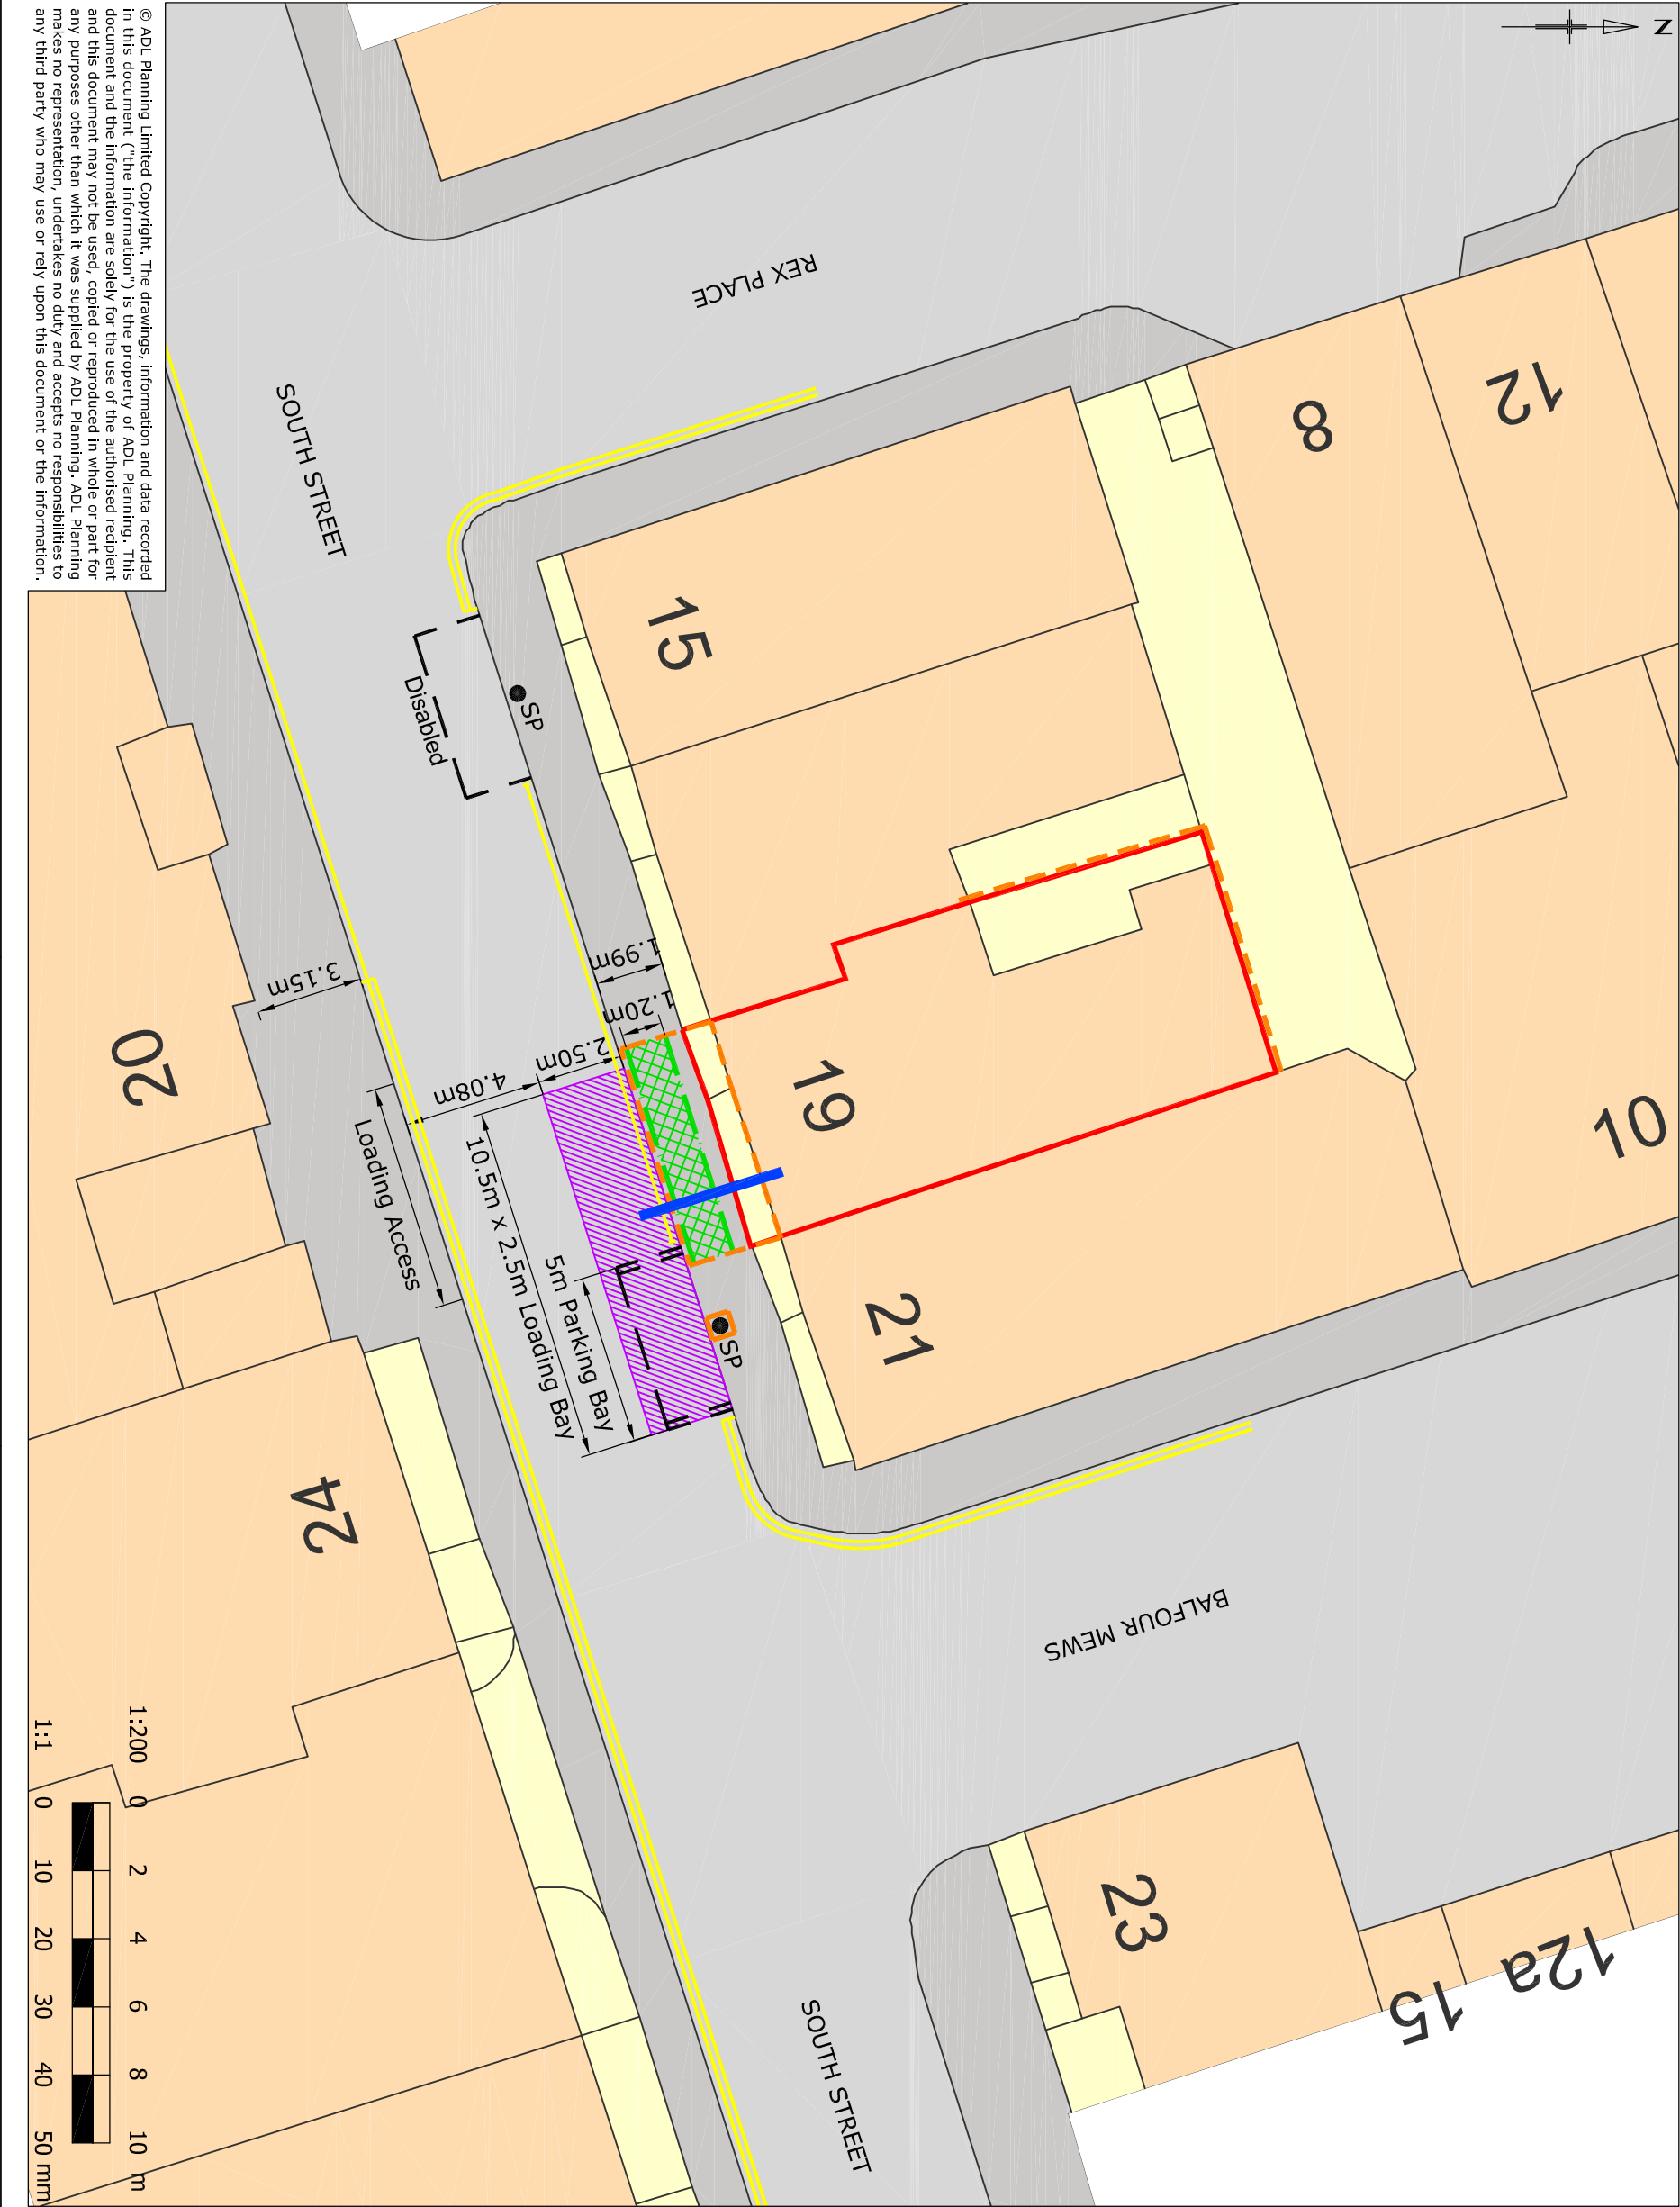 N
REX PLACE
12
8
15
SOUTH STREET
Disabled
SP
19
10
21
SP
20
24
23
15
12a
BALFOUR MEWS
SOUTH STREET
1.99m
1.20m
2.50m
4.08m
3.15m
Loading Access
10.5m x 2.5m Loading Bay
5m Parking Bay
© ADL Planning Limited Copyright. The drawings, information and data recorded
in this document ("the information") is the property of ADL Planning. This
document and the information are solely for the use of the authorised recipient
and this document may not be used, copied or reproduced in whole or part for
any purposes other than which it was supplied by ADL Planning. ADL Planning
makes no representation, undertakes no duty and accepts no responsibilities to
any third party who may use or rely upon this document or the information.
1:200 0 2 4 6 8 10 m
1:1 0 10 20 30 40 50 mm